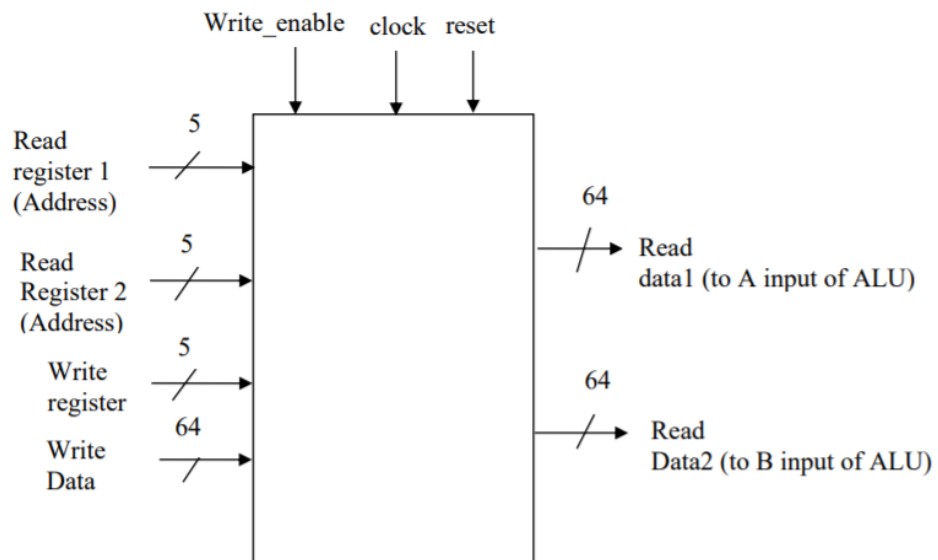 Write_enable clock reset
5
Read
register 1
(Address)
64
Read
data1 (to A input of ALU)
5
Read
Register 2
(Address)
5
Write
register
64
Read
Data2 (to B input of ALU)
64
Write
Data